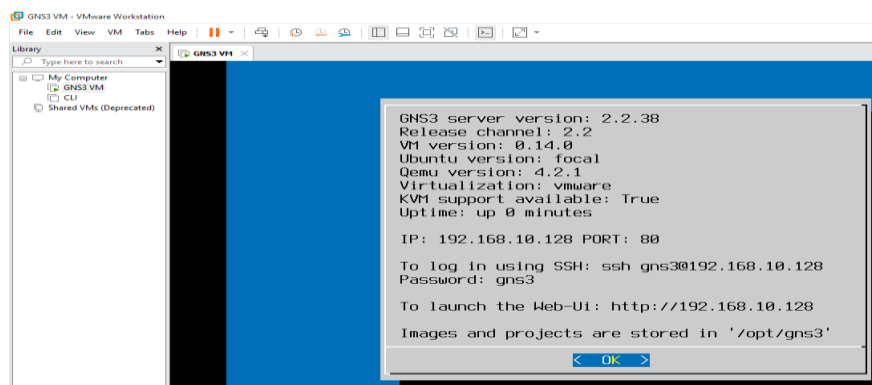 GNS3 VM - VMware Workstation
File Edit View VM Tabs Help
Library
Type here to search
My Computer
GNS3 VM
CLI
Shared VMs (Deprecated)
GNS3 VM
GNS3 server version: 2.2.38
Release channel: 2.2
VM version: 0.14.0
Ubuntu version: focal
Qemu version: 4.2.1
Virtualization: vmware
KVM support available: True
Uptime: up 0 minutes
IP: 192.168.10.128 PORT: 80
To log in using SSH: ssh gns3@192.168.10.128
Password: gns3
To launch the Web-Ui: http://192.168.10.128
Images and projects are stored in '/opt/gns3'
< OK >